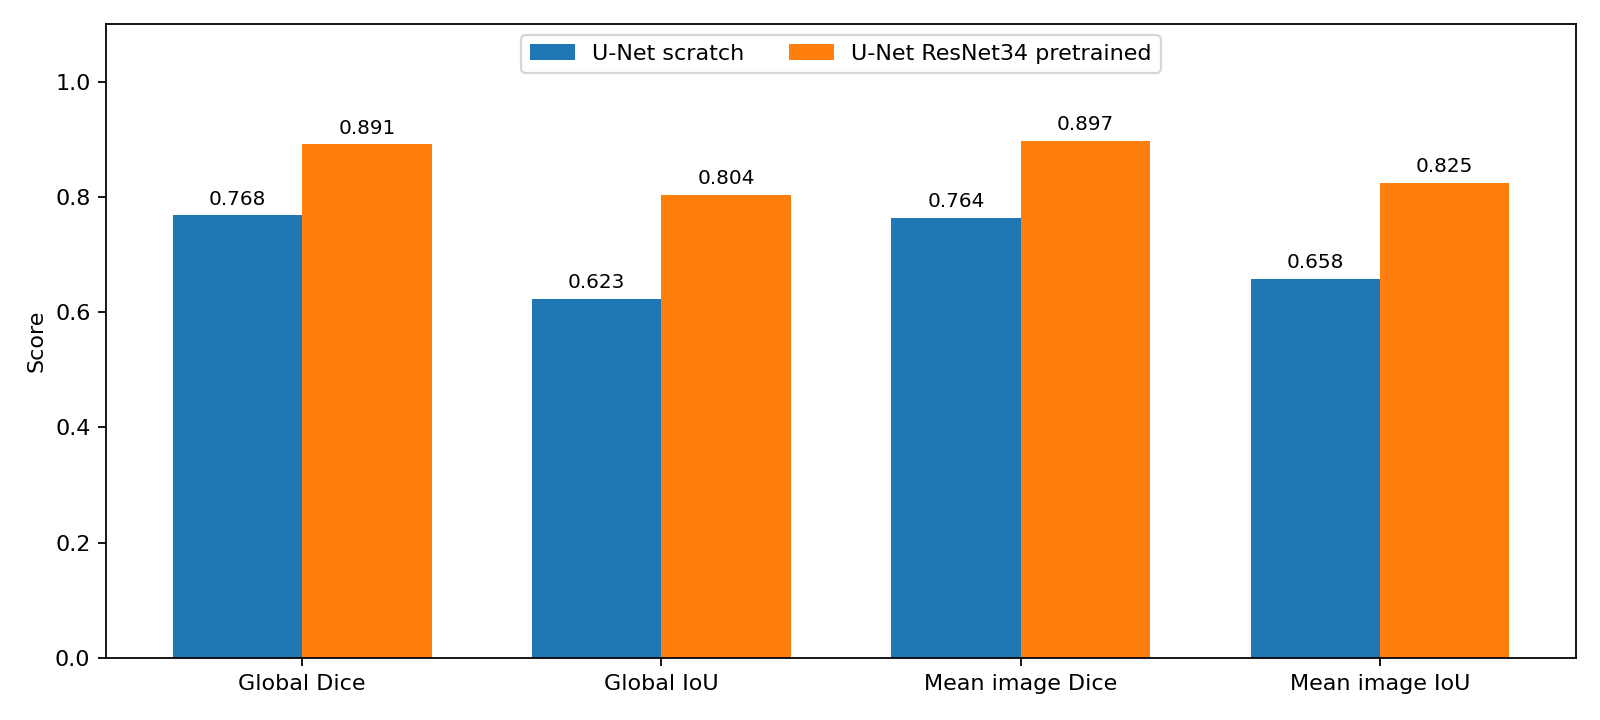 U-Net scratch U-Net ResNet34 pretrained
1.0
0.8
0.6
0.4
0.2
0.0
Score
0.768
0.891
0.623
0.804
0.764
0.897
0.658
0.825
Global Dice
Global IoU
Mean image Dice
Mean image IoU